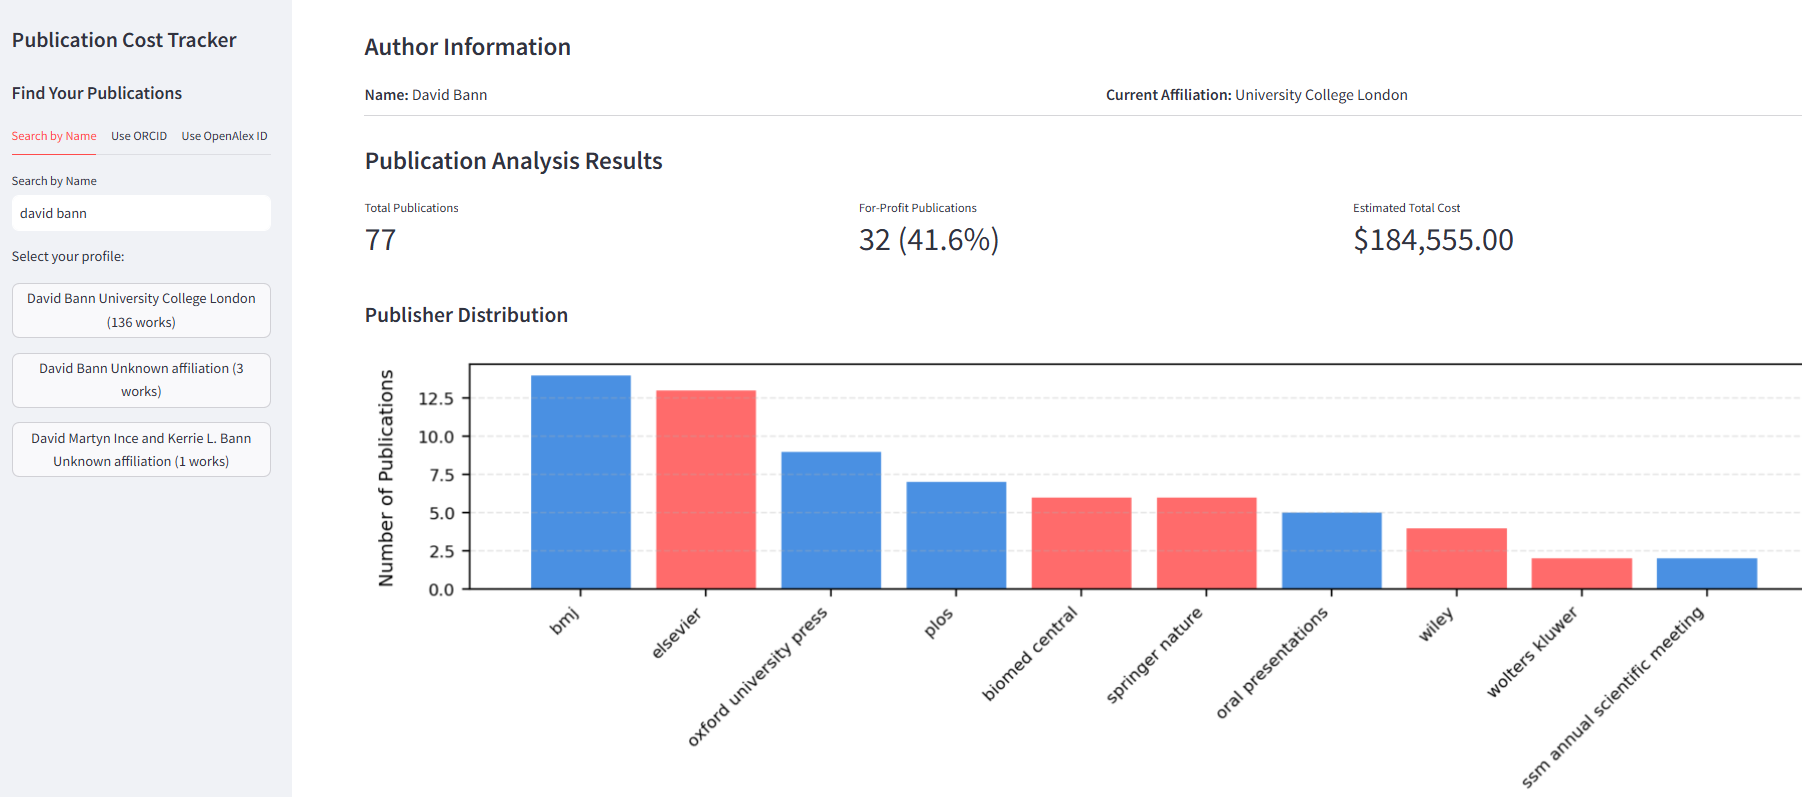 Publication Cost Tracker
Find Your Publications
Search by Name
Use ORCID
Use OpenAlex ID
Search by Name
david bann
Select your profile:
David Bann University College London
(136 works)
David Bann Unknown affiliation (3
works)
David Martyn Ince and Kerrie L. Bann
Unknown affiliation (1 works)
Author Information
Name: David Bann
Current Affiliation: University College London
Publication Analysis Results
Total Publications
77
For-Profit Publications
32 (41.6%)
Estimated Total Cost
$184,555.00
Publisher Distribution
Number of Publications
12.5
10.0
7.5
5.0
2.5
0.0
bmj
elsevier
oxford university press
plos
biomed central
springer nature
oral presentations
wiley
wolters kluwer
ssm annual scientific meeting